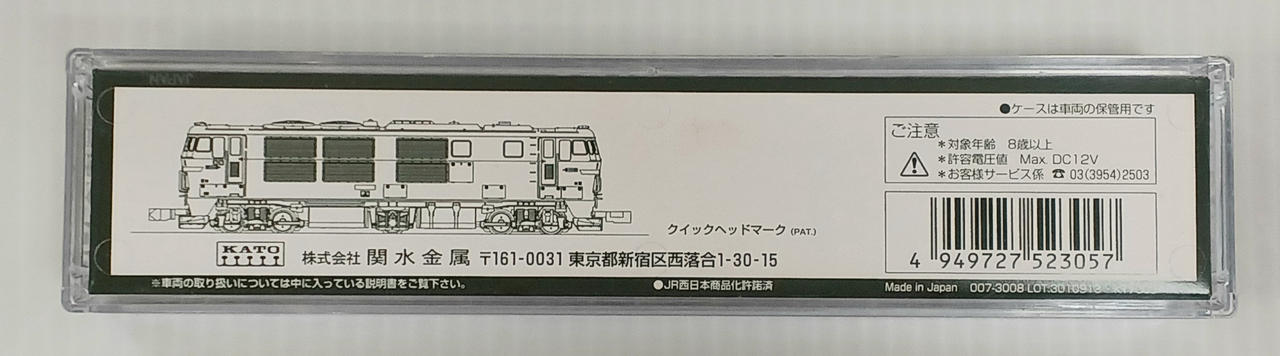 JAPAN
●ケースは車両の保管用です
ご注意
＊対象年齢 8歳以上
＊許容電圧値 Max. DC12V
＊お客様サービス係 ☎ 03(3954)2503
クイックヘッドマーク (PAT.)
KATO
株式会社 関水金属 〒161-0031 東京都新宿区西落合1-30-15
4 949727 523057
※車両の取り扱いについては中に入っている説明書をご覧下さい。
●JR西日本商品化許諾済
Made in Japan 007-3008 LOT:3010913